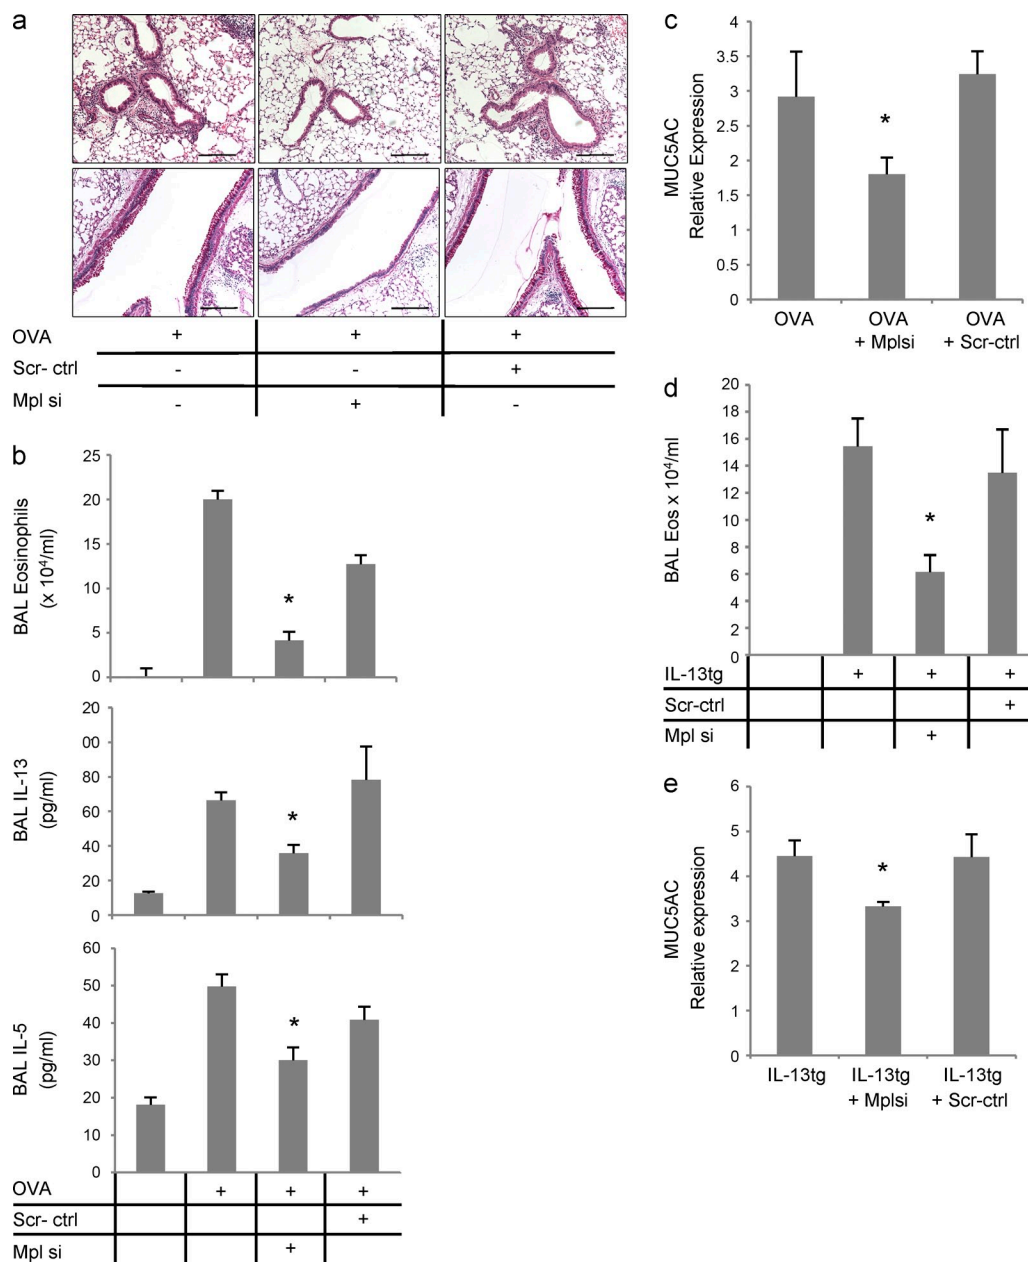 a
OVA + + +
Scr- ctrl - - +
Mpl si - + -
b
BAL Eosinophils
(x 10⁴/ml)
25
20
15
10
5
0
BAL IL-13
(pg/ml)
20
00
80
60
40
20
0
*
*
BAL IL-5
(pg/ml)
60
50
40
30
20
10
0
*
OVA + + +
Scr- ctrl +
Mpl si +
c
MUC5AC
Relative Expression
4
3.5
3
2.5
2
1.5
1
0.5
0
*
OVA OVA OVA
+ Mplsi + Scr-ctrl
d
BAL Eos x 10⁴/ml
20
18
16
14
12
10
8
6
4
2
0
*
IL-13tg + + +
Scr-ctrl +
Mpl si +
e
MUC5AC
Relative expression
6
5
4
3
2
1
0
*
IL-13tg IL-13tg IL-13tg
+ Mplsi + Scr-ctrl